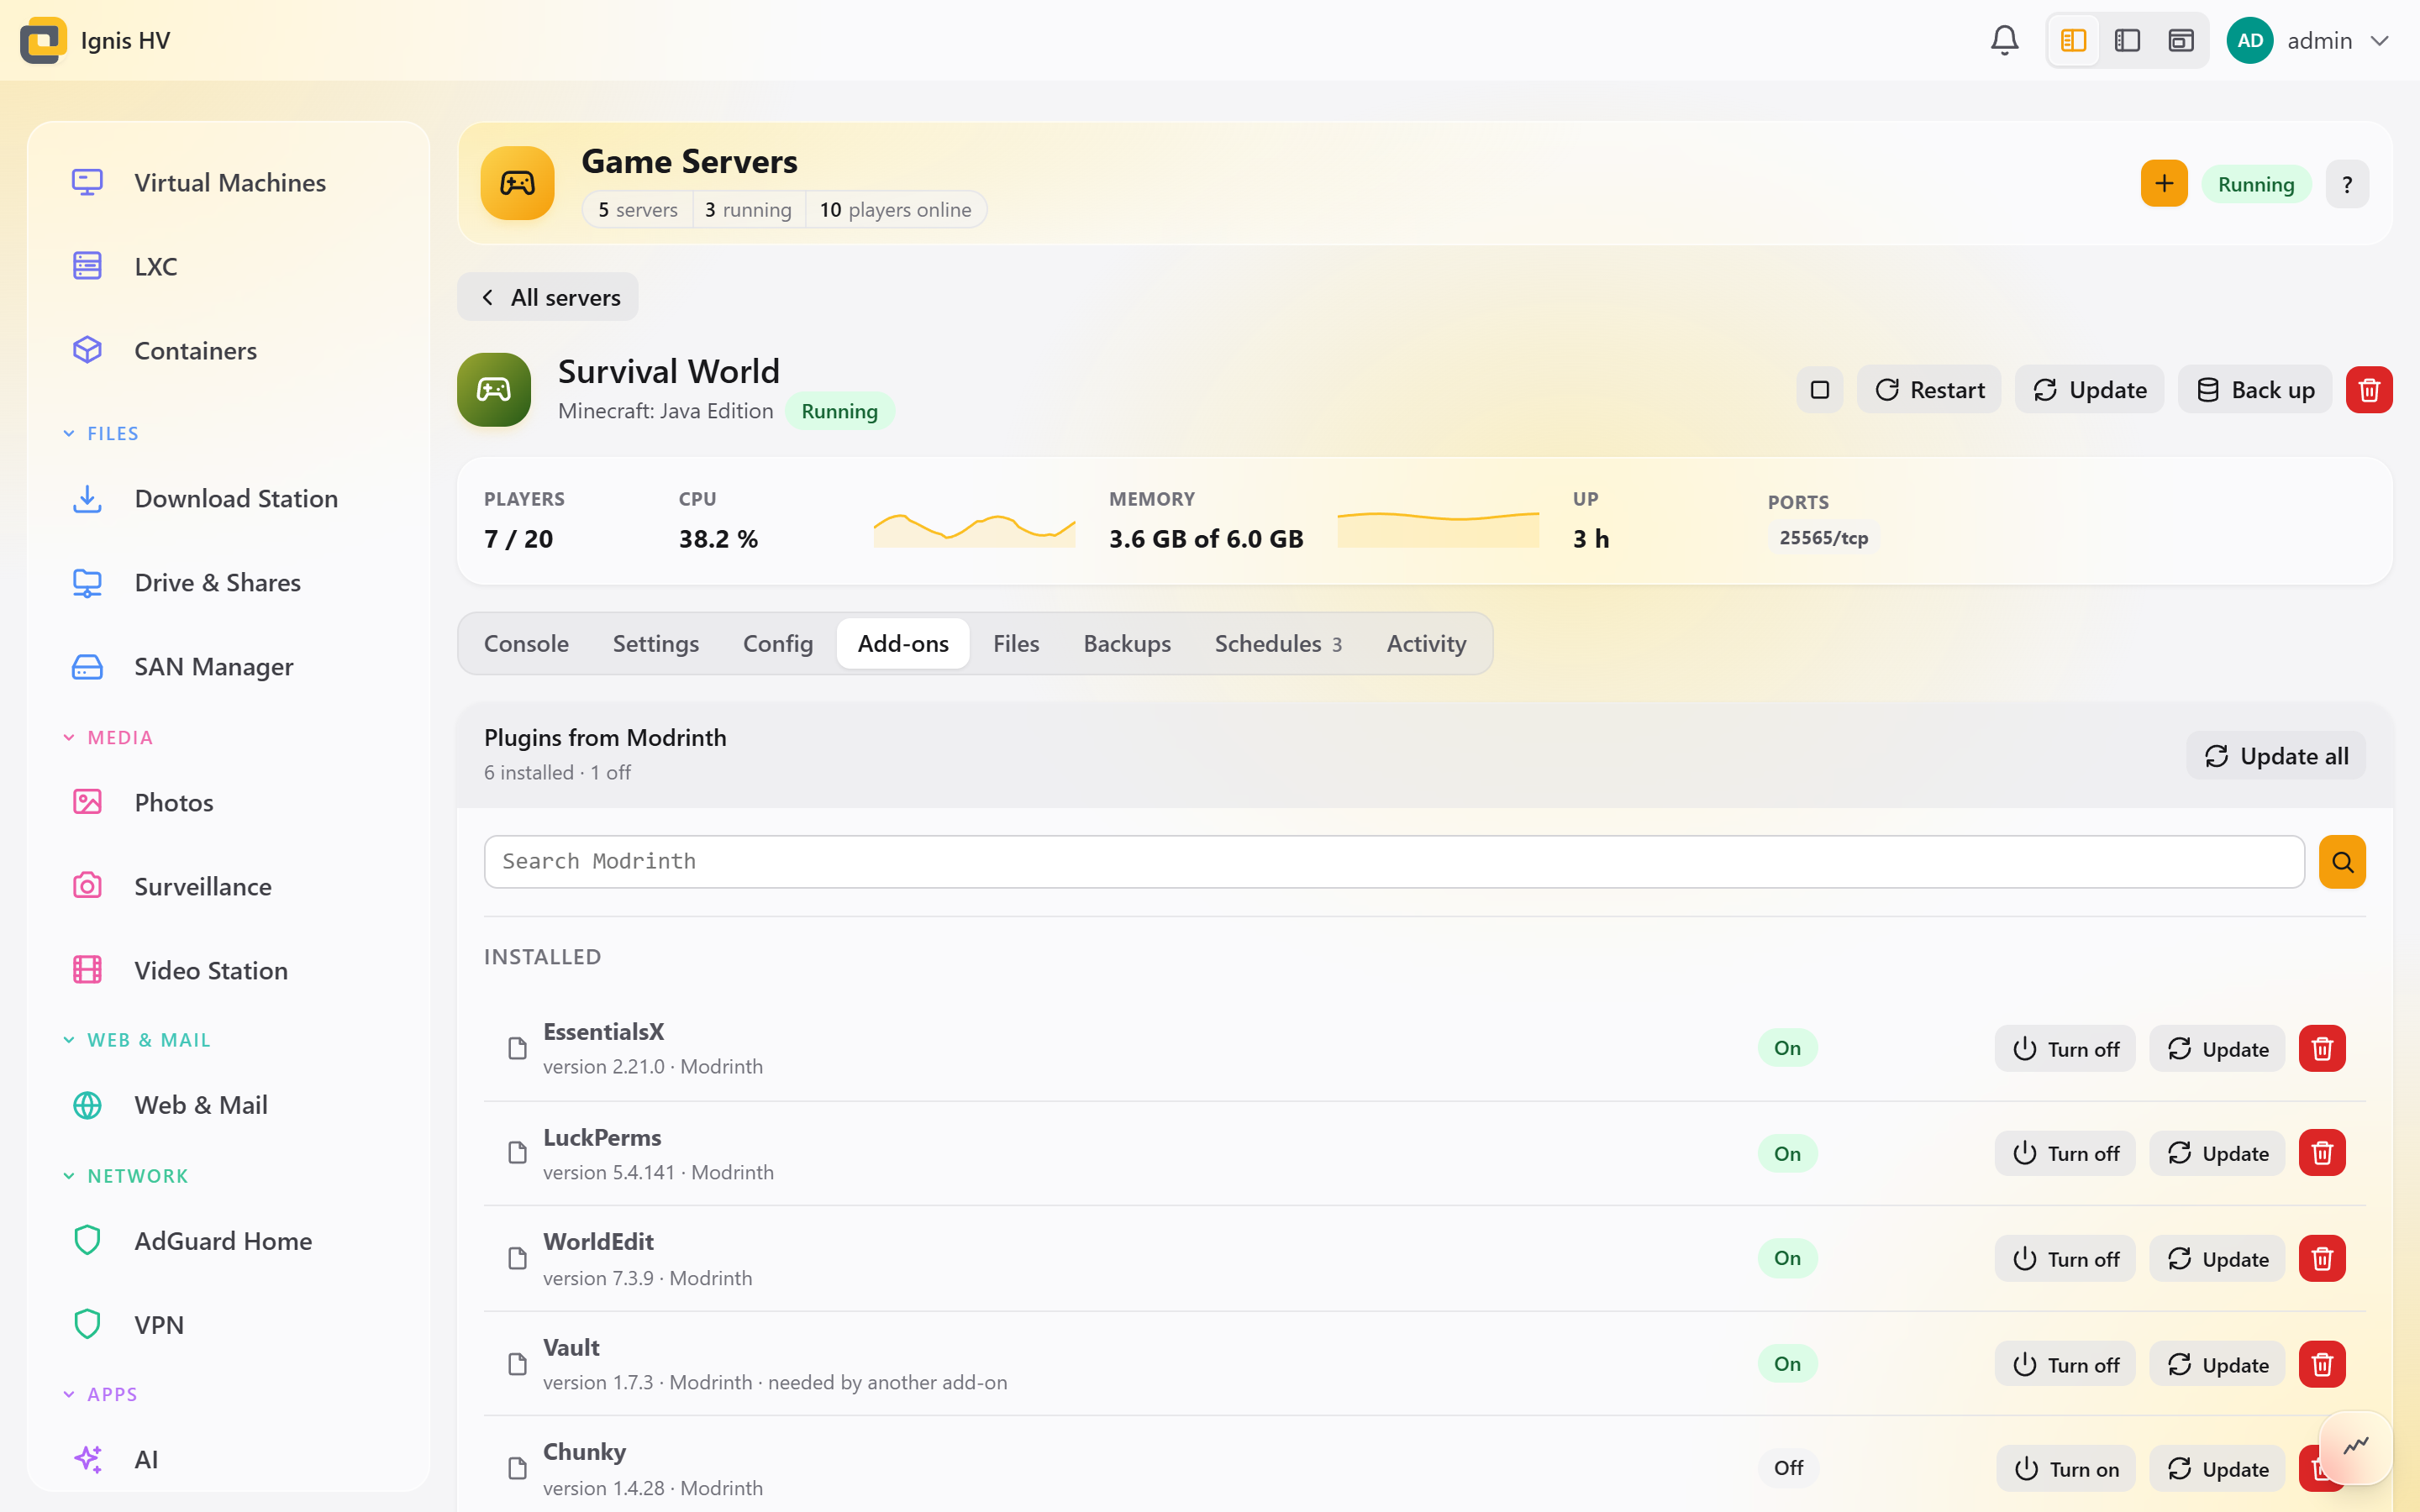 Ignis HV
AD
admin
Virtual Machines
LXC
Containers
FILES
Download Station
Drive & Shares
SAN Manager
MEDIA
Photos
Surveillance
Video Station
WEB & MAIL
Web & Mail
NETWORK
AdGuard Home
VPN
APPS
AI
Game Servers
5 servers
3 running
10 players online
Running
?
All servers
Survival World
Minecraft: Java Edition
Running
Restart
Update
Back up
PLAYERS
7 / 20
CPU
38.2 %
MEMORY
3.6 GB of 6.0 GB
UP
3 h
PORTS
25565/tcp
Console
Settings
Config
Add-ons
Files
Backups
Schedules 3
Activity
Plugins from Modrinth
6 installed · 1 off
Update all
Search Modrinth
INSTALLED
EssentialsX
version 2.21.0 · Modrinth
On
Turn off
Update
LuckPerms
version 5.4.141 · Modrinth
On
Turn off
Update
WorldEdit
version 7.3.9 · Modrinth
On
Turn off
Update
Vault
version 1.7.3 · Modrinth · needed by another add-on
On
Turn off
Update
Chunky
version 1.4.28 · Modrinth
Off
Turn on
Update